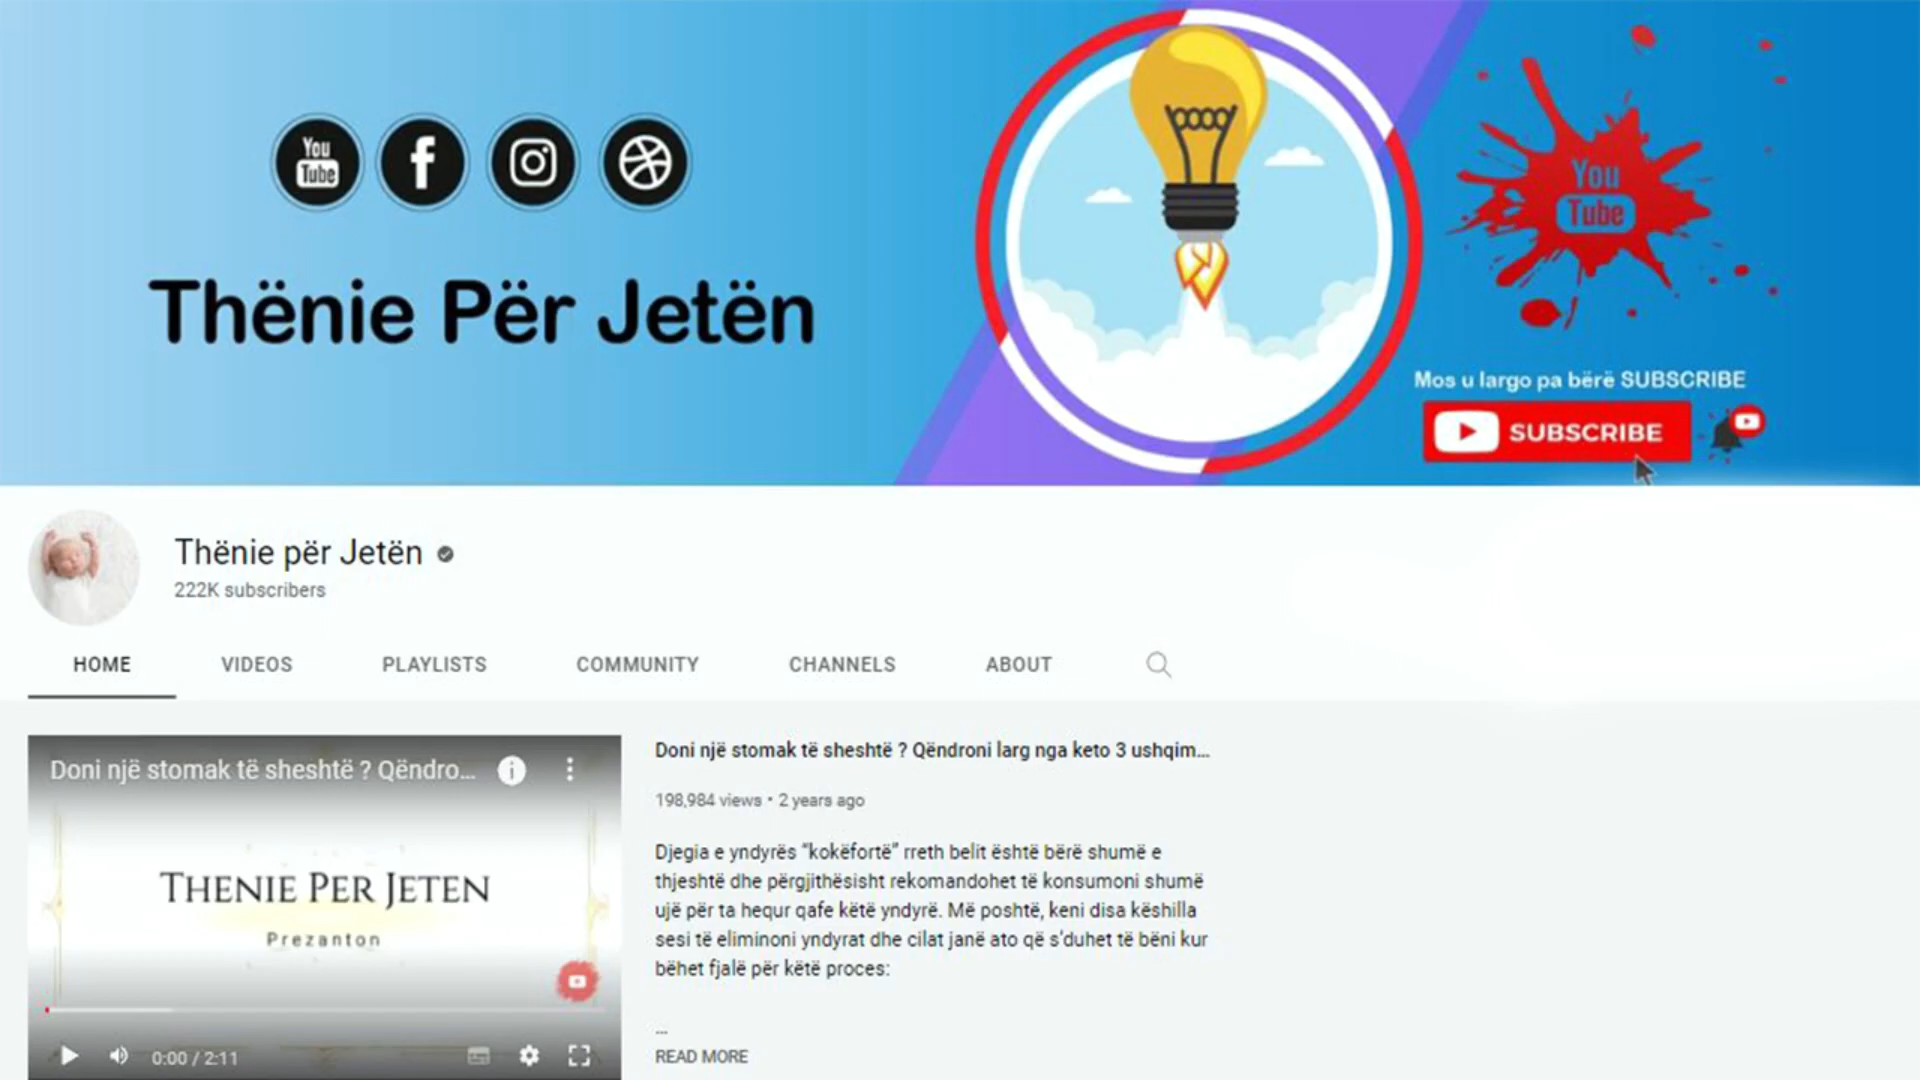 You
Tube
Thënie Për Jetën
You
Tube
Mos u largo pa bërë SUBSCRIBE
SUBSCRIBE
Thënie për Jetën
222K subscribers
HOME VIDEOS PLAYLISTS COMMUNITY CHANNELS ABOUT
Doni një stomak të sheshtë ? Qëndro...
THENIE PER JETEN
Prezanton
0:00 / 2:11
Doni një stomak të sheshtë ? Qëndroni larg nga keto 3 ushqim...
198,984 views • 2 years ago
Djegia e yndyrës “kokëfortë” rreth belit është bërë shumë e
thjeshtë dhe përgjithësisht rekomandohet të konsumoni shumë
ujë për ta hequr qafe këtë yndyrë. Më poshtë, keni disa këshilla
sesi të eliminoni yndyrat dhe cilat janë ato që s'duhet të bëni kur
bëhet fjalë për këtë proces:
...
READ MORE